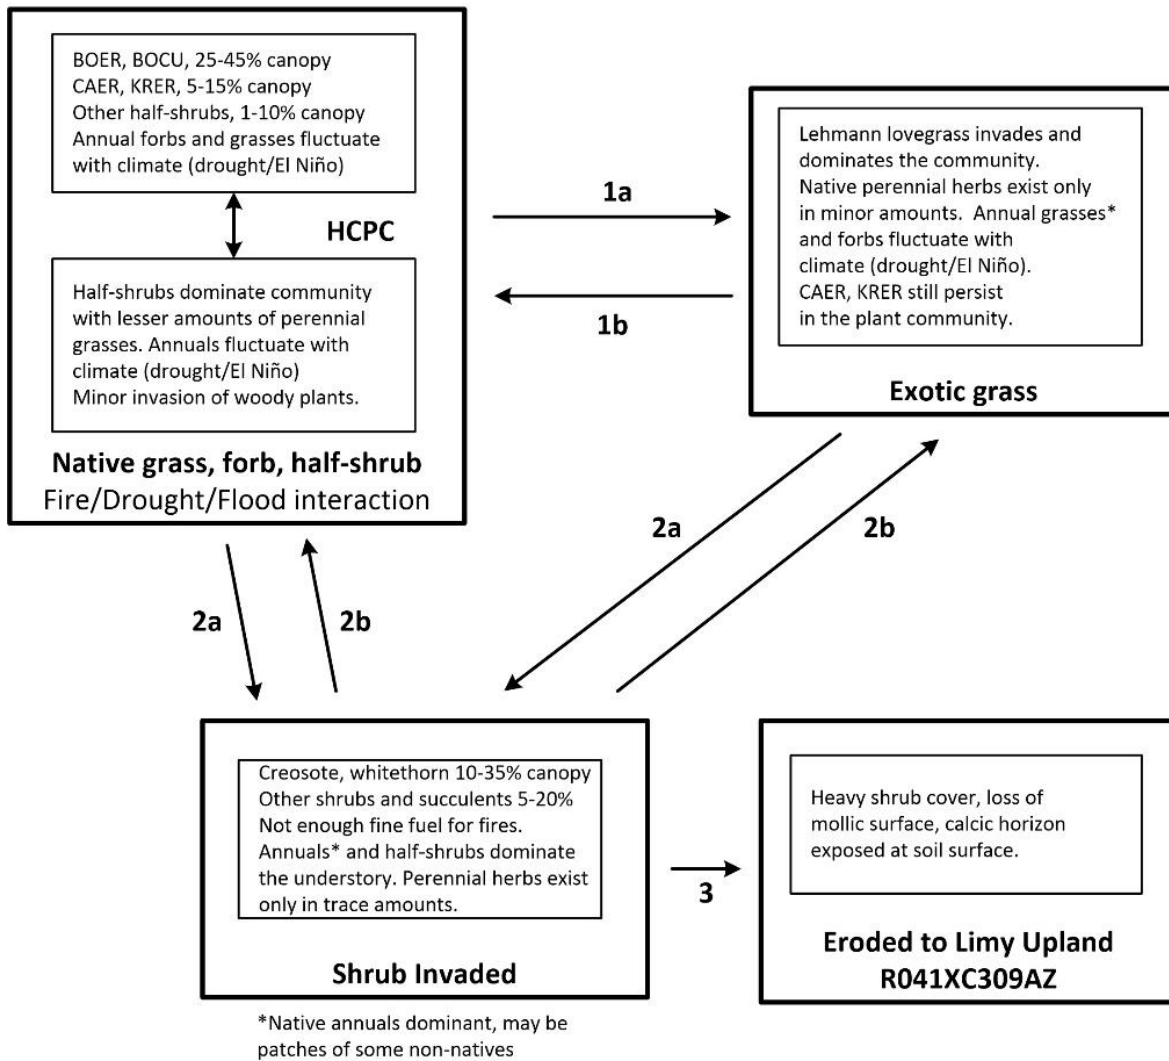 BOER, BOCU, 25-45% canopy
CAER, KRER, 5-15% canopy
Other half-shrubs, 1-10% canopy
Annual forbs and grasses fluctuate
with climate (drought/El Niño)
HCPC
Half-shrubs dominate community
with lesser amounts of perennial
grasses. Annuals fluctuate with
climate (drought/El Niño)
Minor invasion of woody plants.
Native grass, forb, half-shrub
Fire/Drought/Flood interaction
1a
1b
Lehmann lovegrass invades and
dominates the community.
Native perennial herbs exist only
in minor amounts.  Annual grasses*
and forbs fluctuate with
climate (drought/El Niño).
CAER, KRER still persist
in the plant community.
Exotic grass
2a
2b
2a
2b
Creosote, whitethorn 10-35% canopy
Other shrubs and succulents 5-20%
Not enough fine fuel for fires.
Annuals* and half-shrubs dominate
the understory. Perennial herbs exist
only in trace amounts.
Shrub Invaded
3
Heavy shrub cover, loss of
mollic surface, calcic horizon
exposed at soil surface.
Eroded to Limy Upland
R041XC309AZ
*Native annuals dominant, may be
patches of some non-natives